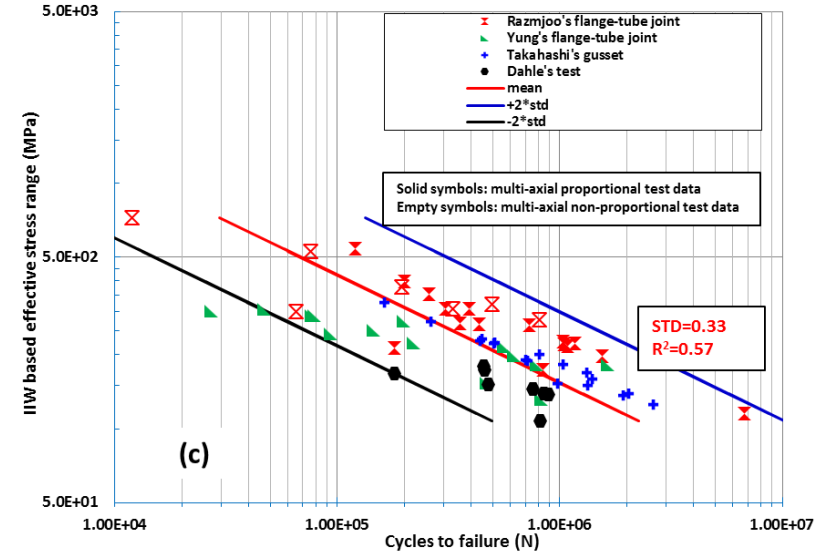 5.0E+03
Razmjoo's flange-tube joint
Yung's flange-tube joint
Takahashi's gusset
Dahle's test
mean
+2*std
-2*std
IIW based effective stress range (MPa)
Solid symbols: multi-axial proportional test data
Empty symbols: multi-axial non-proportional test data
5.0E+02
STD=0.33
R²=0.57
(c)
5.0E+01
1.00E+04
1.00E+05
1.00E+06
1.00E+07
Cycles to failure (N)